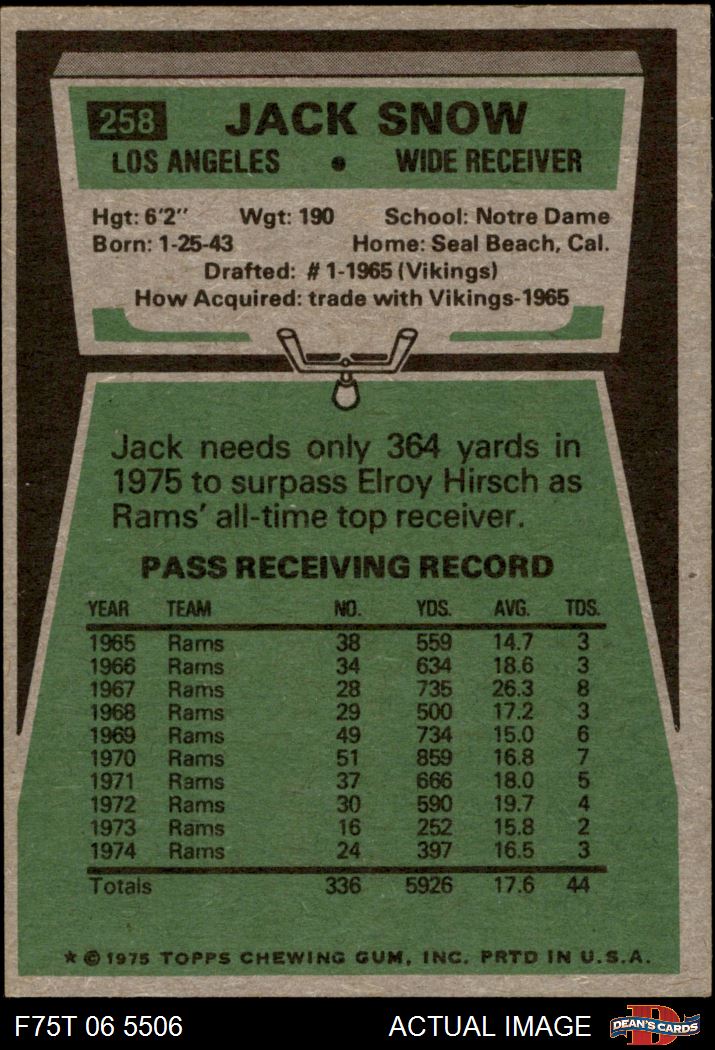 258 JACK SNOW
LOS ANGELES • WIDE RECEIVER
Hgt: 6'2" Wgt: 190 School: Notre Dame
Born: 1-25-43 Home: Seal Beach, Cal.
Drafted: #1-1965 (Vikings)
How Acquired: trade with Vikings-1965
Jack needs only 364 yards in
1975 to surpass Elroy Hirsch as
Rams' all-time top receiver.
PASS RECEIVING RECORD
YEAR TEAM NO. YDS. AVG. TDS.
1965 Rams 38 559 14.7 3
1966 Rams 34 634 18.6 3
1967 Rams 28 735 26.3 8
1968 Rams 29 500 17.2 3
1969 Rams 49 734 15.0 6
1970 Rams 51 859 16.8 7
1971 Rams 37 666 18.0 5
1972 Rams 30 590 19.7 4
1973 Rams 16 252 15.8 2
1974 Rams 24 397 16.5 3
Totals 336 5926 17.6 44
* © 1975 TOPPS CHEWING GUM, INC. PRTD IN U.S.A.
F75T 06 5506 ACTUAL IMAGE D DEAN'S CARDS